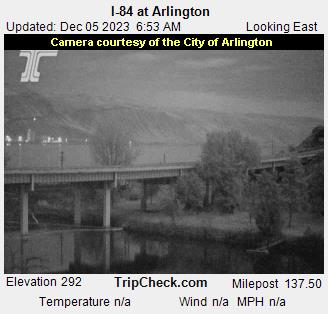 I-84 at Arlington
Updated: Dec 05 2023 6:53 AM Looking East
Camera courtesy of the City of Arlington
Elevation 292 TripCheck.com Milepost 137.50
Temperature n/a Wind n/a MPH n/a